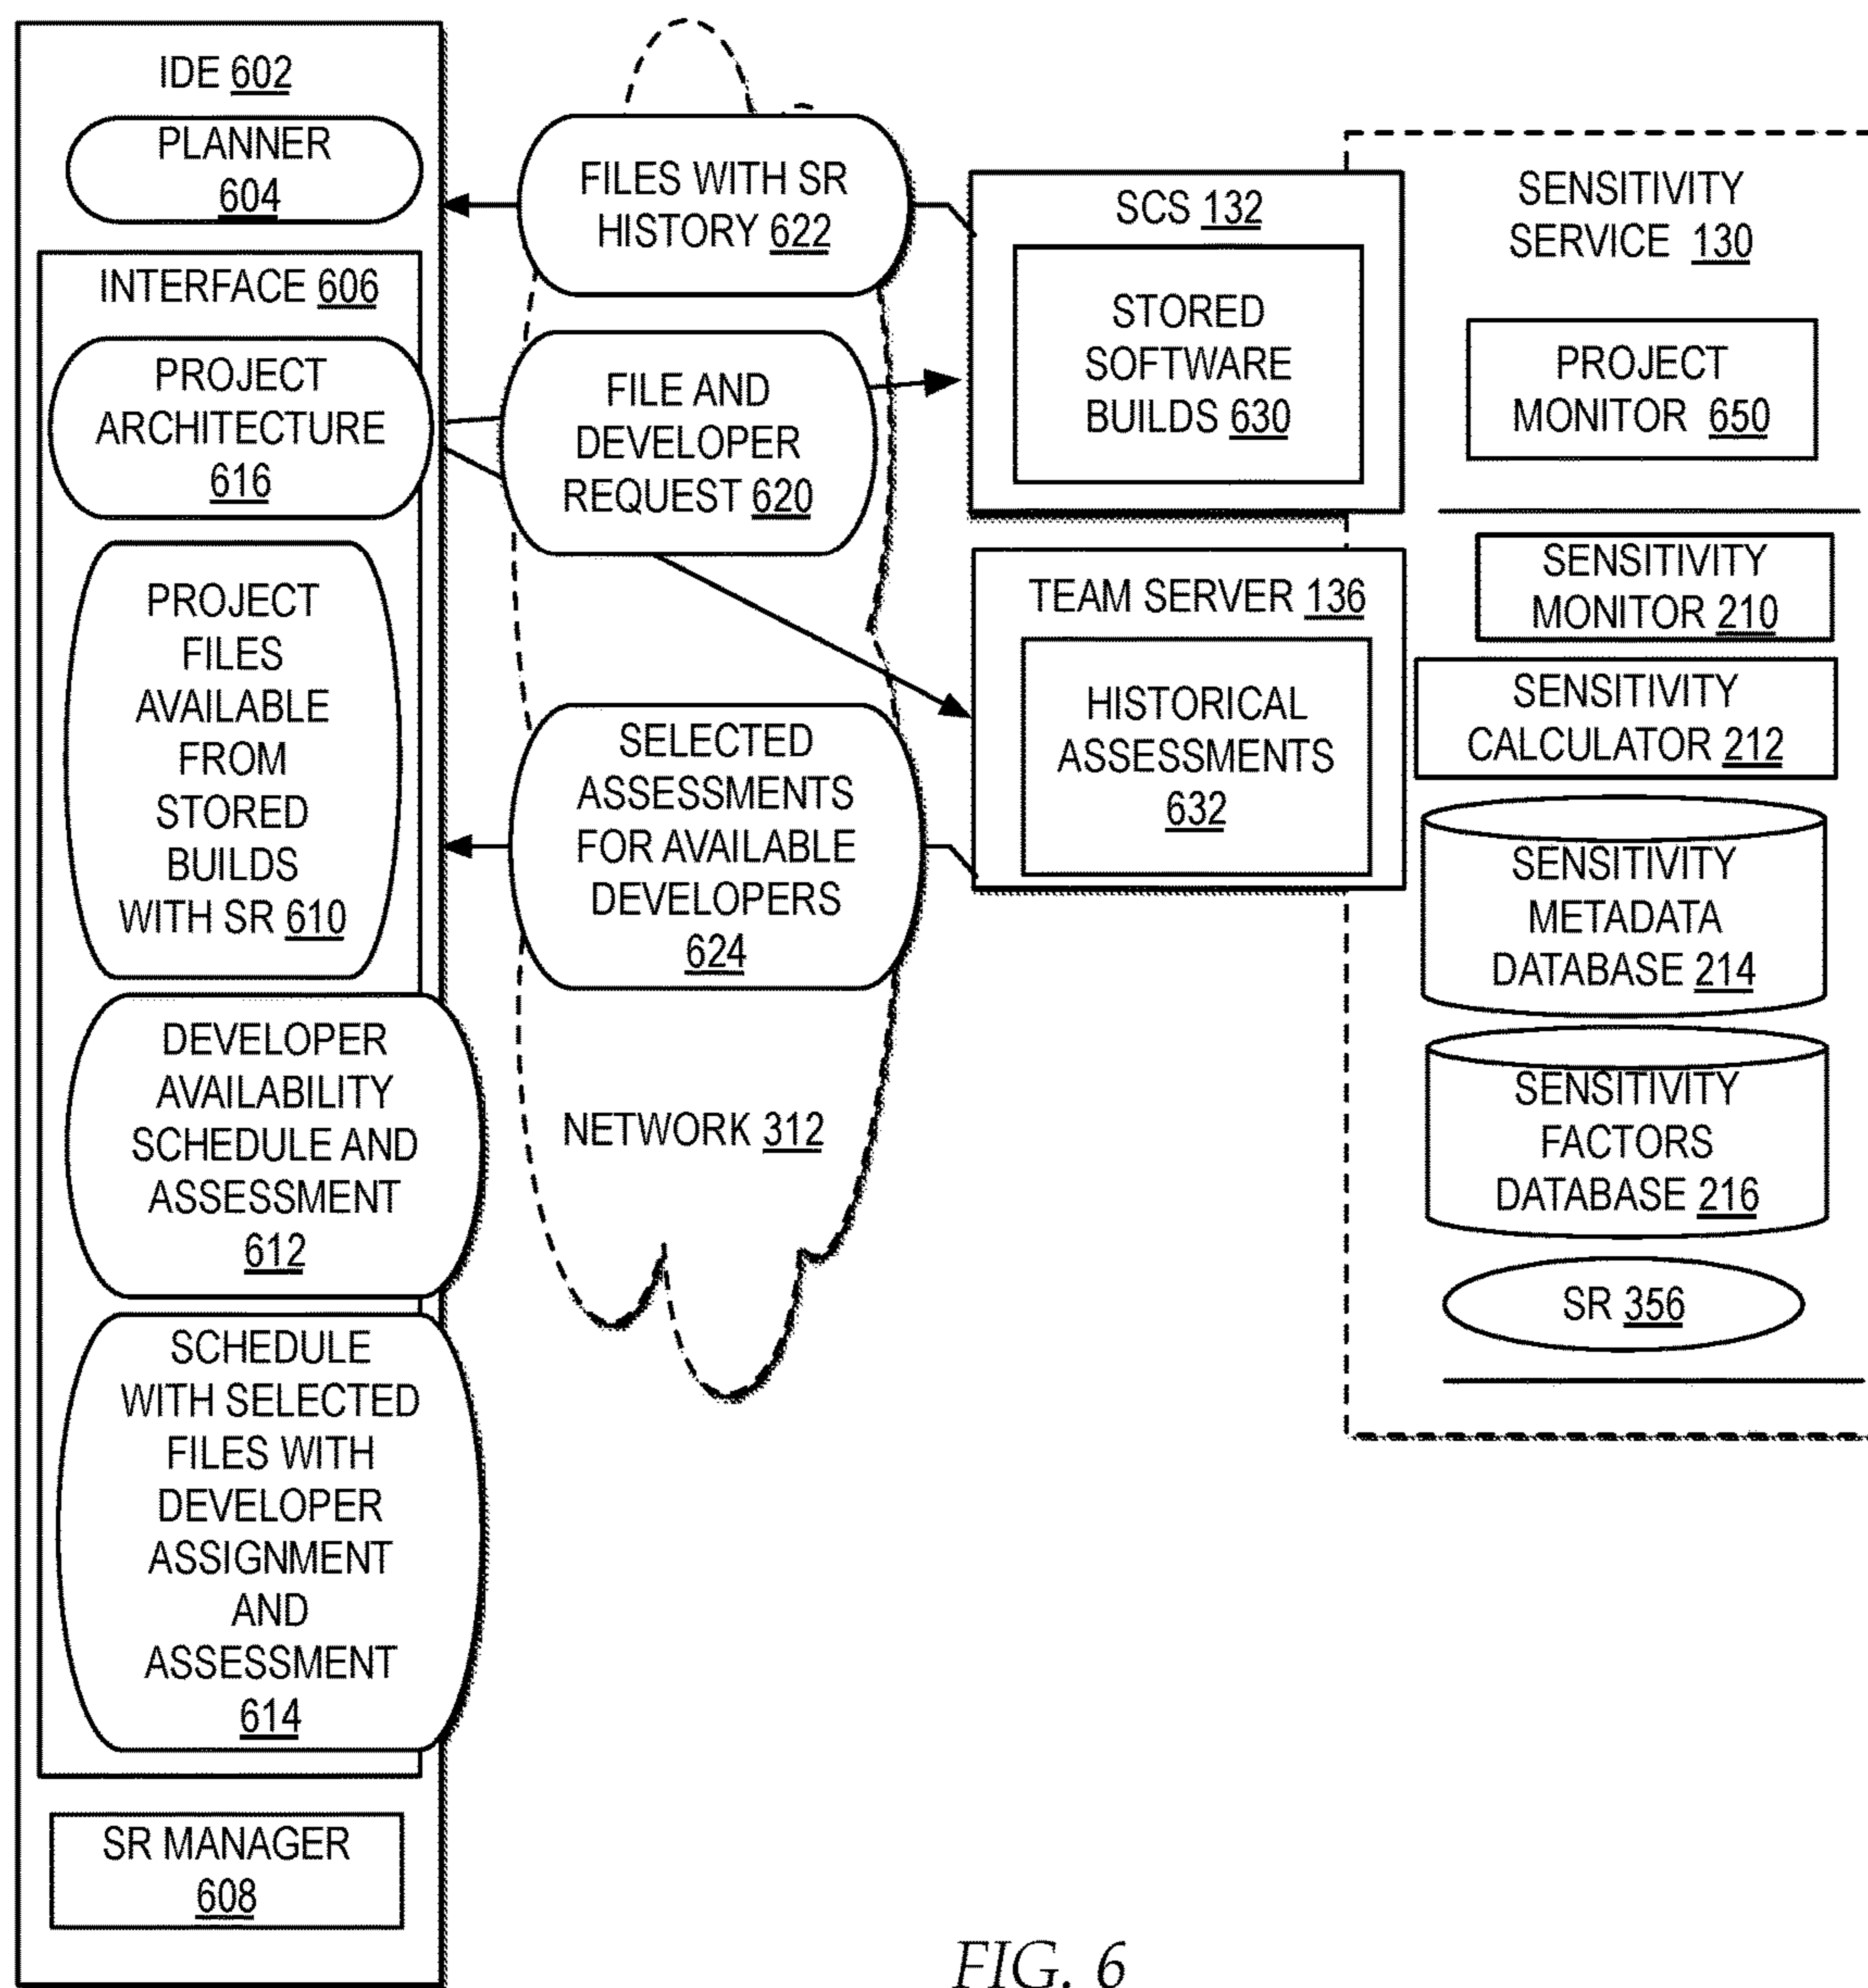 IDE 602
PLANNER
604
INTERFACE 606
PROJECT
ARCHITECTURE
616
PROJECT
FILES
AVAILABLE
FROM
STORED
BUILDS
WITH SR 610
DEVELOPER
AVAILABILITY
SCHEDULE AND
ASSESSMENT
612
SCHEDULE
WITH SELECTED
FILES WITH
DEVELOPER
ASSIGNMENT
AND
ASSESSMENT
614
SR MANAGER
608
FILES WITH SR
HISTORY 622
FILE AND
DEVELOPER
REQUEST 620
SELECTED
ASSESSMENTS
FOR AVAILABLE
DEVELOPERS
624
NETWORK 312
SCS 132
STORED
SOFTWARE
BUILDS 630
TEAM SERVER 136
HISTORICAL
ASSESSMENTS
632
SENSITIVITY
SERVICE 130
PROJECT
MONITOR 650
SENSITIVITY
MONITOR 210
SENSITIVITY
CALCULATOR 212
SENSITIVITY
METADATA
DATABASE 214
SENSITIVITY
FACTORS
DATABASE 216
SR 356
FIG. 6